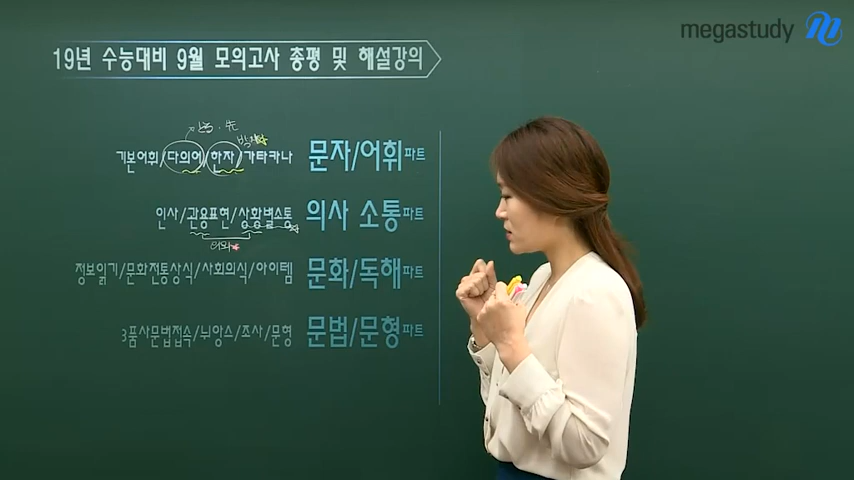 megastudy
19년 수능대비 9월 모의고사 총평 및 해설강의
기본어휘/다의어/한자/가타카나 문자/어휘파트
인사/관용표현/상황별소통 의사 소통파트
정보읽기/문화전통상식/사회의식/아이템 문화/독해파트
3품사문법접속/뉘앙스/조사/문형 문법/문형파트